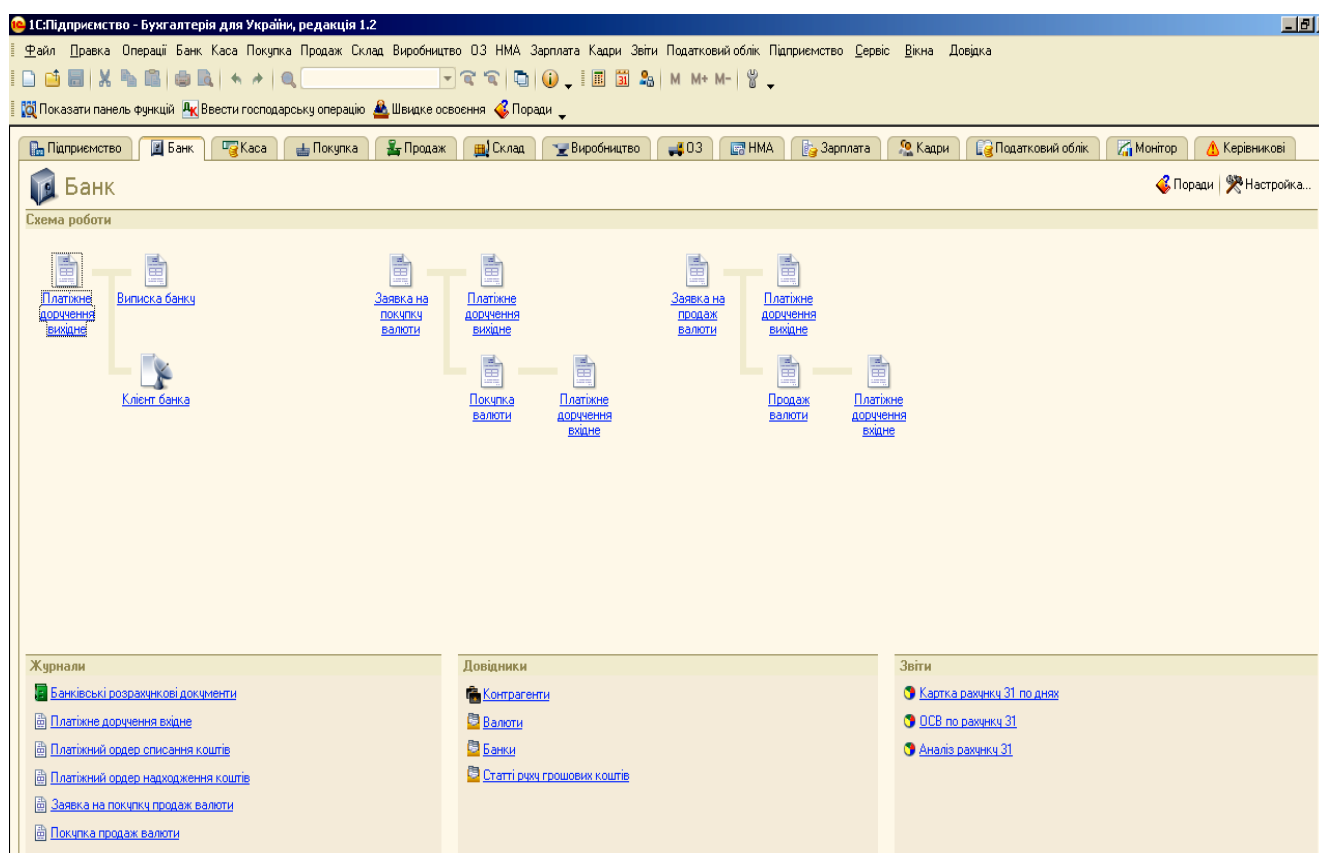 1С:Підприємство - Бухгалтерія для України, редакція 1.2
Файл Правка Операції Банк Каса Покупка Продаж Склад Виробництво ОЗ НМА Зарплата Кадри Звіти Податковий облік Підприємство Сервіс Вікна Довідка
М М+ М-
Показати панель функцій Ввести господарську операцію Швидке освоєння Поради
Підприємство Банк Каса Покупка Продаж Склад Виробництво ОЗ НМА Зарплата Кадри Податковий облік Монітор Керівникові
Банк Поради Настройка...
Схема роботи
Платіжне доручення вихідне
Виписка банку
Клієнт банка
Заявка на покупку валюти
Платіжне доручення вихідне
Покупка валюти
Платіжне доручення вхідне
Заявка на продаж валюти
Платіжне доручення вихідне
Продаж валюти
Платіжне доручення вхідне
Журнали
Банківські розрахункові документи
Платіжне доручення вхідне
Платіжний ордер списання коштів
Платіжний ордер надходження коштів
Заявка на покупку продаж валюти
Покупка продаж валюти
Довідники
Контрагенти
Валюти
Банки
Статті руху грошових коштів
Звіти
Картка рахунку 31 по днях
ОСВ по рахунку 31
Аналіз рахунку 31